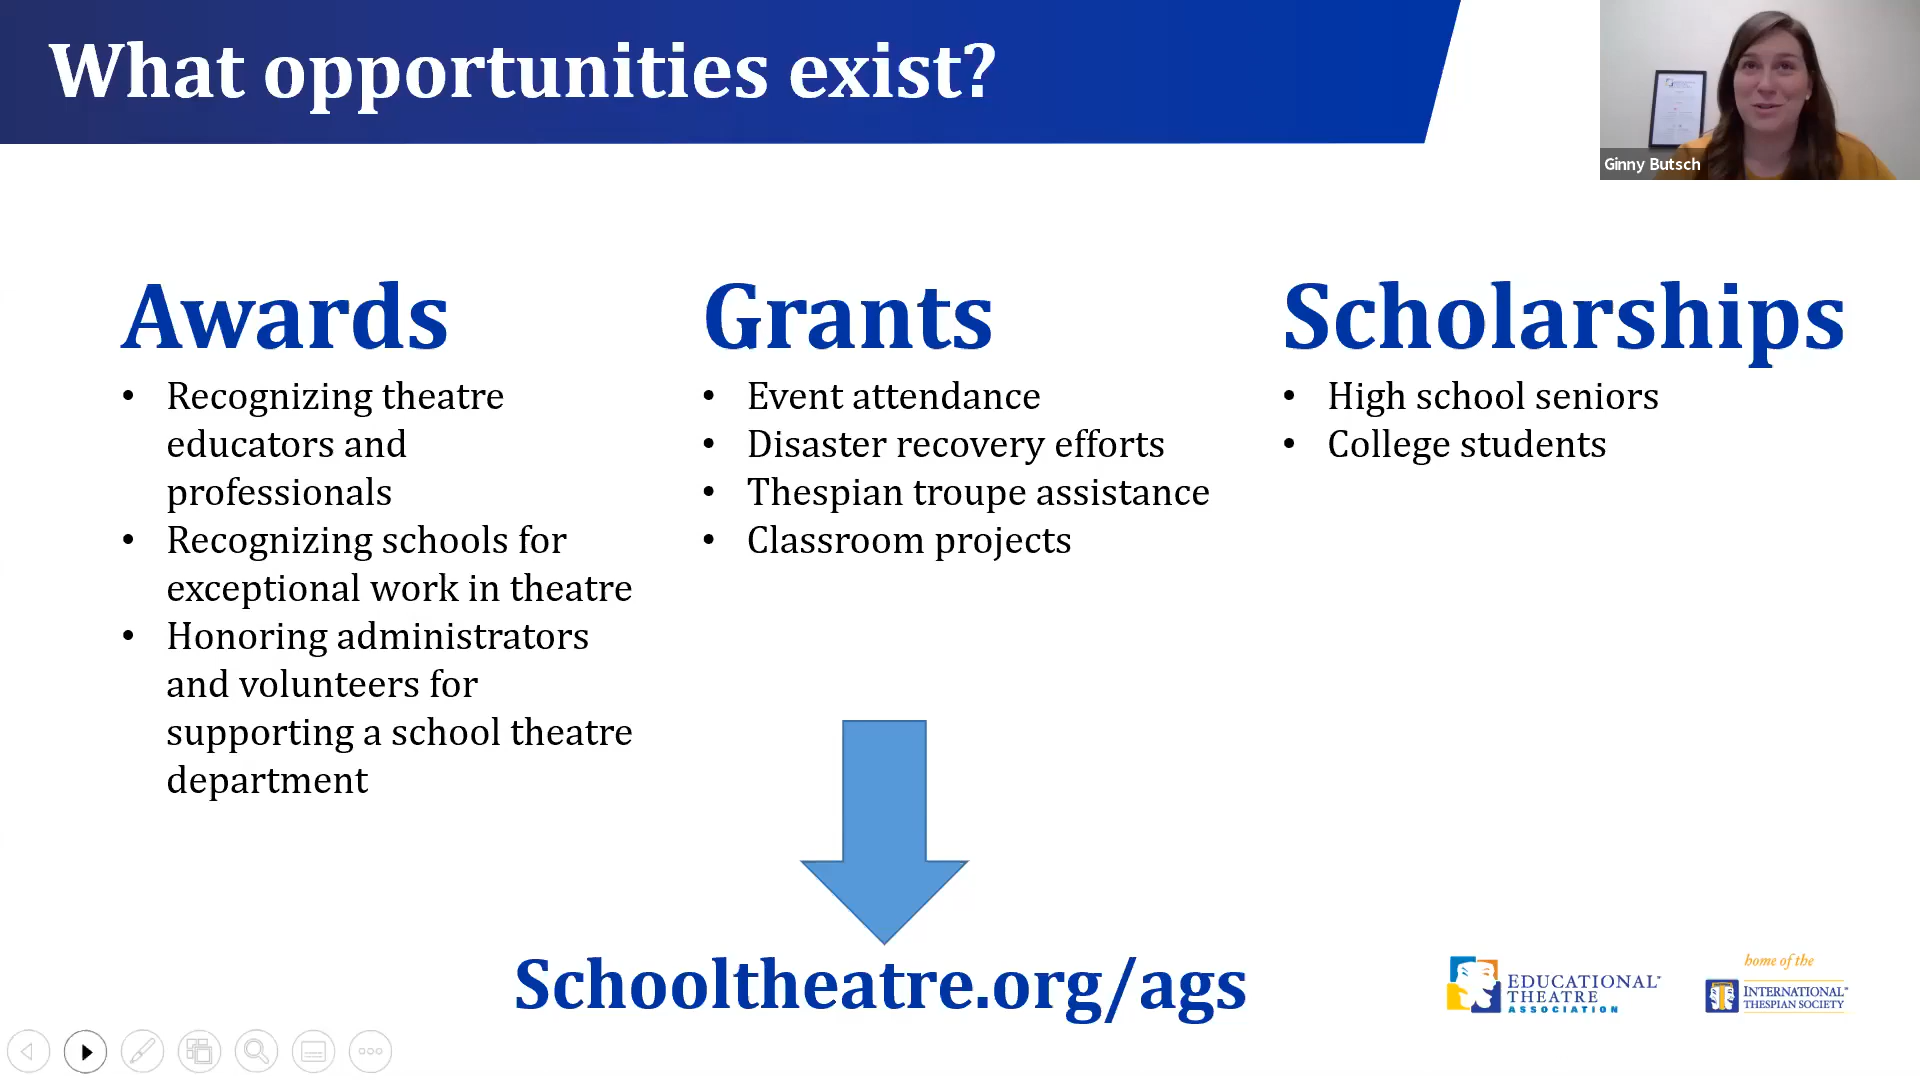 What opportunities exist?
Ginny Butsch
Awards
• Recognizing theatre
educators and
professionals
• Recognizing schools for
exceptional work in theatre
• Honoring administrators
and volunteers for
supporting a school theatre
department
Grants
• Event attendance
• Disaster recovery efforts
• Thespian troupe assistance
• Classroom projects
Scholarships
• High school seniors
• College students
Schooltheatre.org/ags
EDUCATIONAL
THEATRE
ASSOCIATION
home of the
INTERNATIONAL
THESPIAN SOCIETY